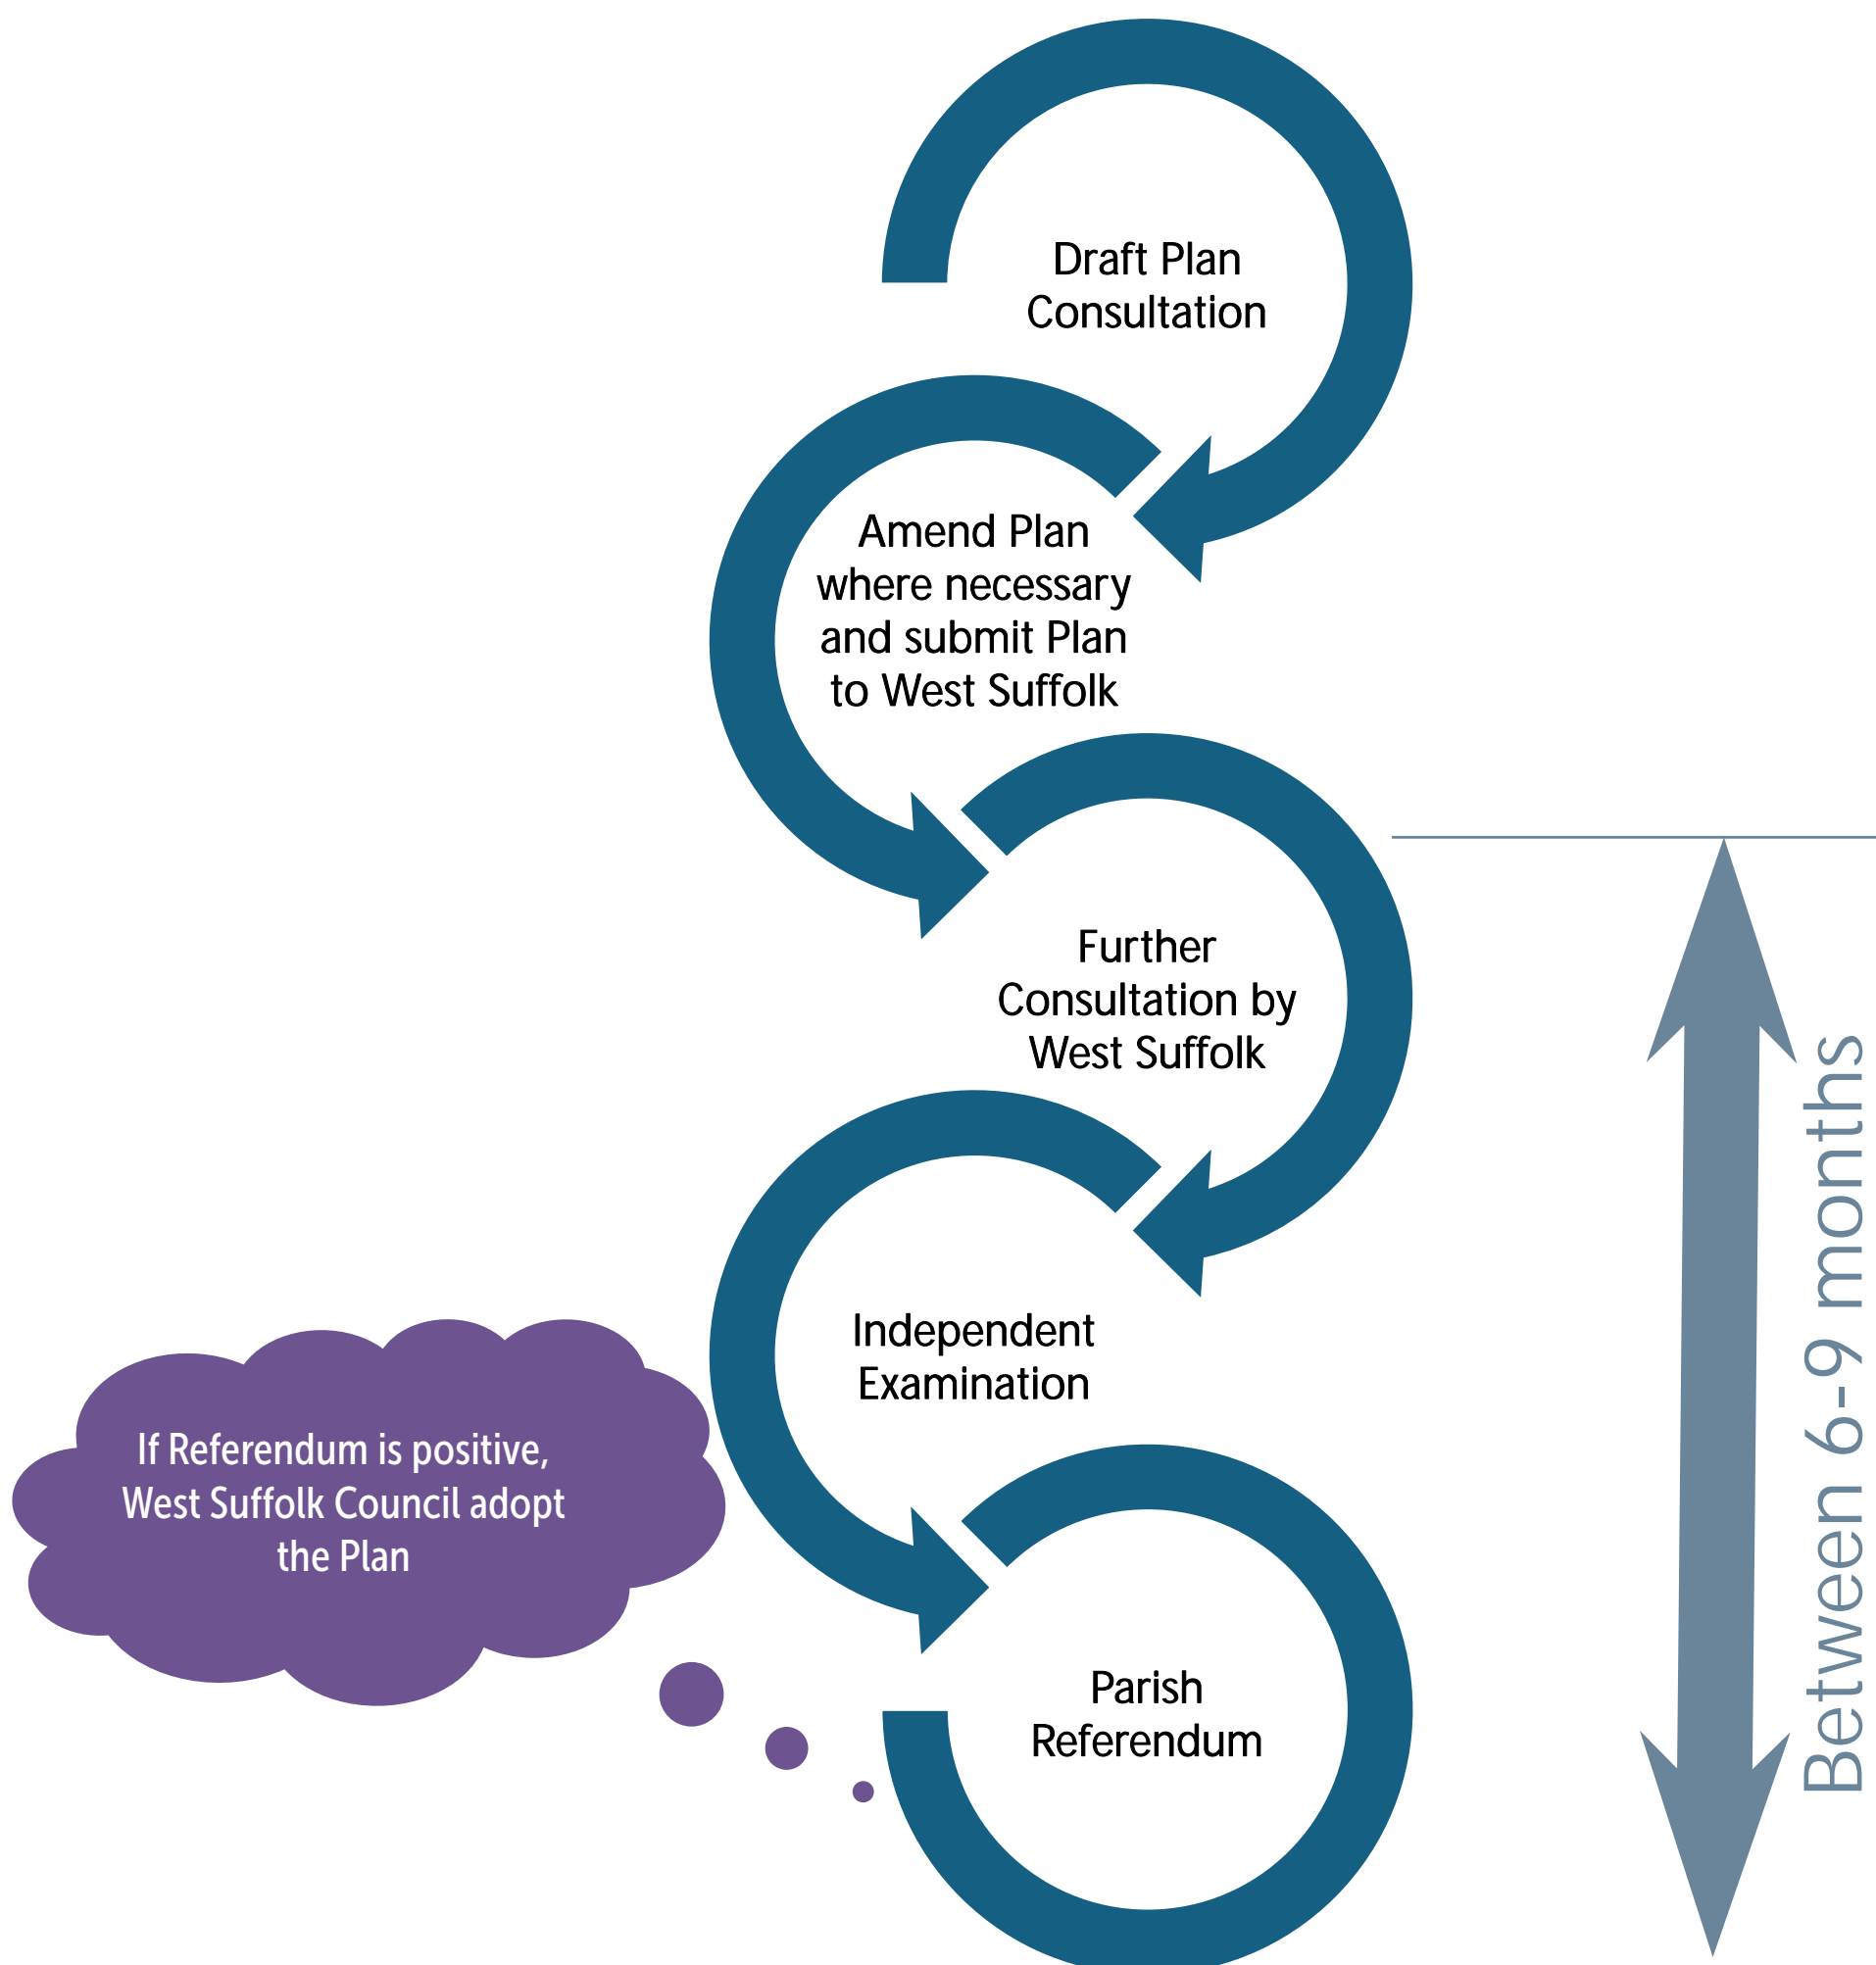 Draft Plan
Consultation
Amend Plan
where necessary
and submit Plan
to West Suffolk
Further
Consultation by
West Suffolk
Independent
Examination
Parish
Referendum
If Referendum is positive,
West Suffolk Council adopt
the Plan
Between 6-9 months